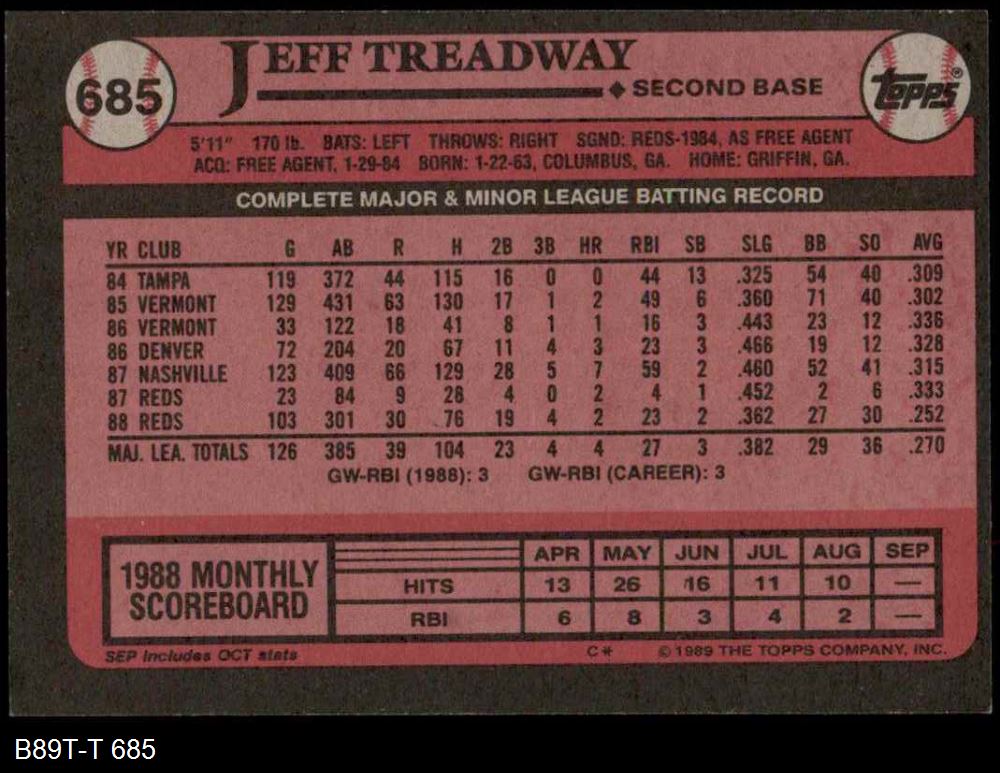 685
JEFF TREADWAY
SECOND BASE
Topps®
5'11" 170 lb. BATS: LEFT THROWS: RIGHT SGND: REDS-1984, AS FREE AGENT
ACQ: FREE AGENT, 1-29-84 BORN: 1-22-63, COLUMBUS, GA. HOME: GRIFFIN, GA.
COMPLETE MAJOR & MINOR LEAGUE BATTING RECORD
YR CLUB G AB R H 2B 3B HR RBI SB SLG BB SO AVG
84 TAMPA 119 372 44 115 16 0 0 44 13 .325 54 40 .309
85 VERMONT 129 431 63 130 17 1 2 49 6 .360 71 40 .302
86 VERMONT 33 122 18 41 8 1 1 16 3 .443 23 12 .336
86 DENVER 72 204 20 67 11 4 3 23 3 .466 19 12 .328
87 NASHVILLE 123 409 66 129 28 5 7 59 2 .460 52 41 .315
87 REDS 23 84 9 28 4 0 2 4 1 .452 2 6 .333
88 REDS 103 301 30 76 19 4 2 23 2 .362 27 30 .252
MAJ. LEA. TOTALS 126 385 39 104 23 4 4 27 3 .382 29 36 .270
GW-RBI (1988): 3 GW-RBI (CAREER): 3
1988 MONTHLY
SCOREBOARD
APR MAY JUN JUL AUG SEP
HITS 13 26 16 11 10 —
RBI 6 8 3 4 2 —
SEP includes OCT stats
C* © 1989 THE TOPPS COMPANY, INC.
B89T-T 685